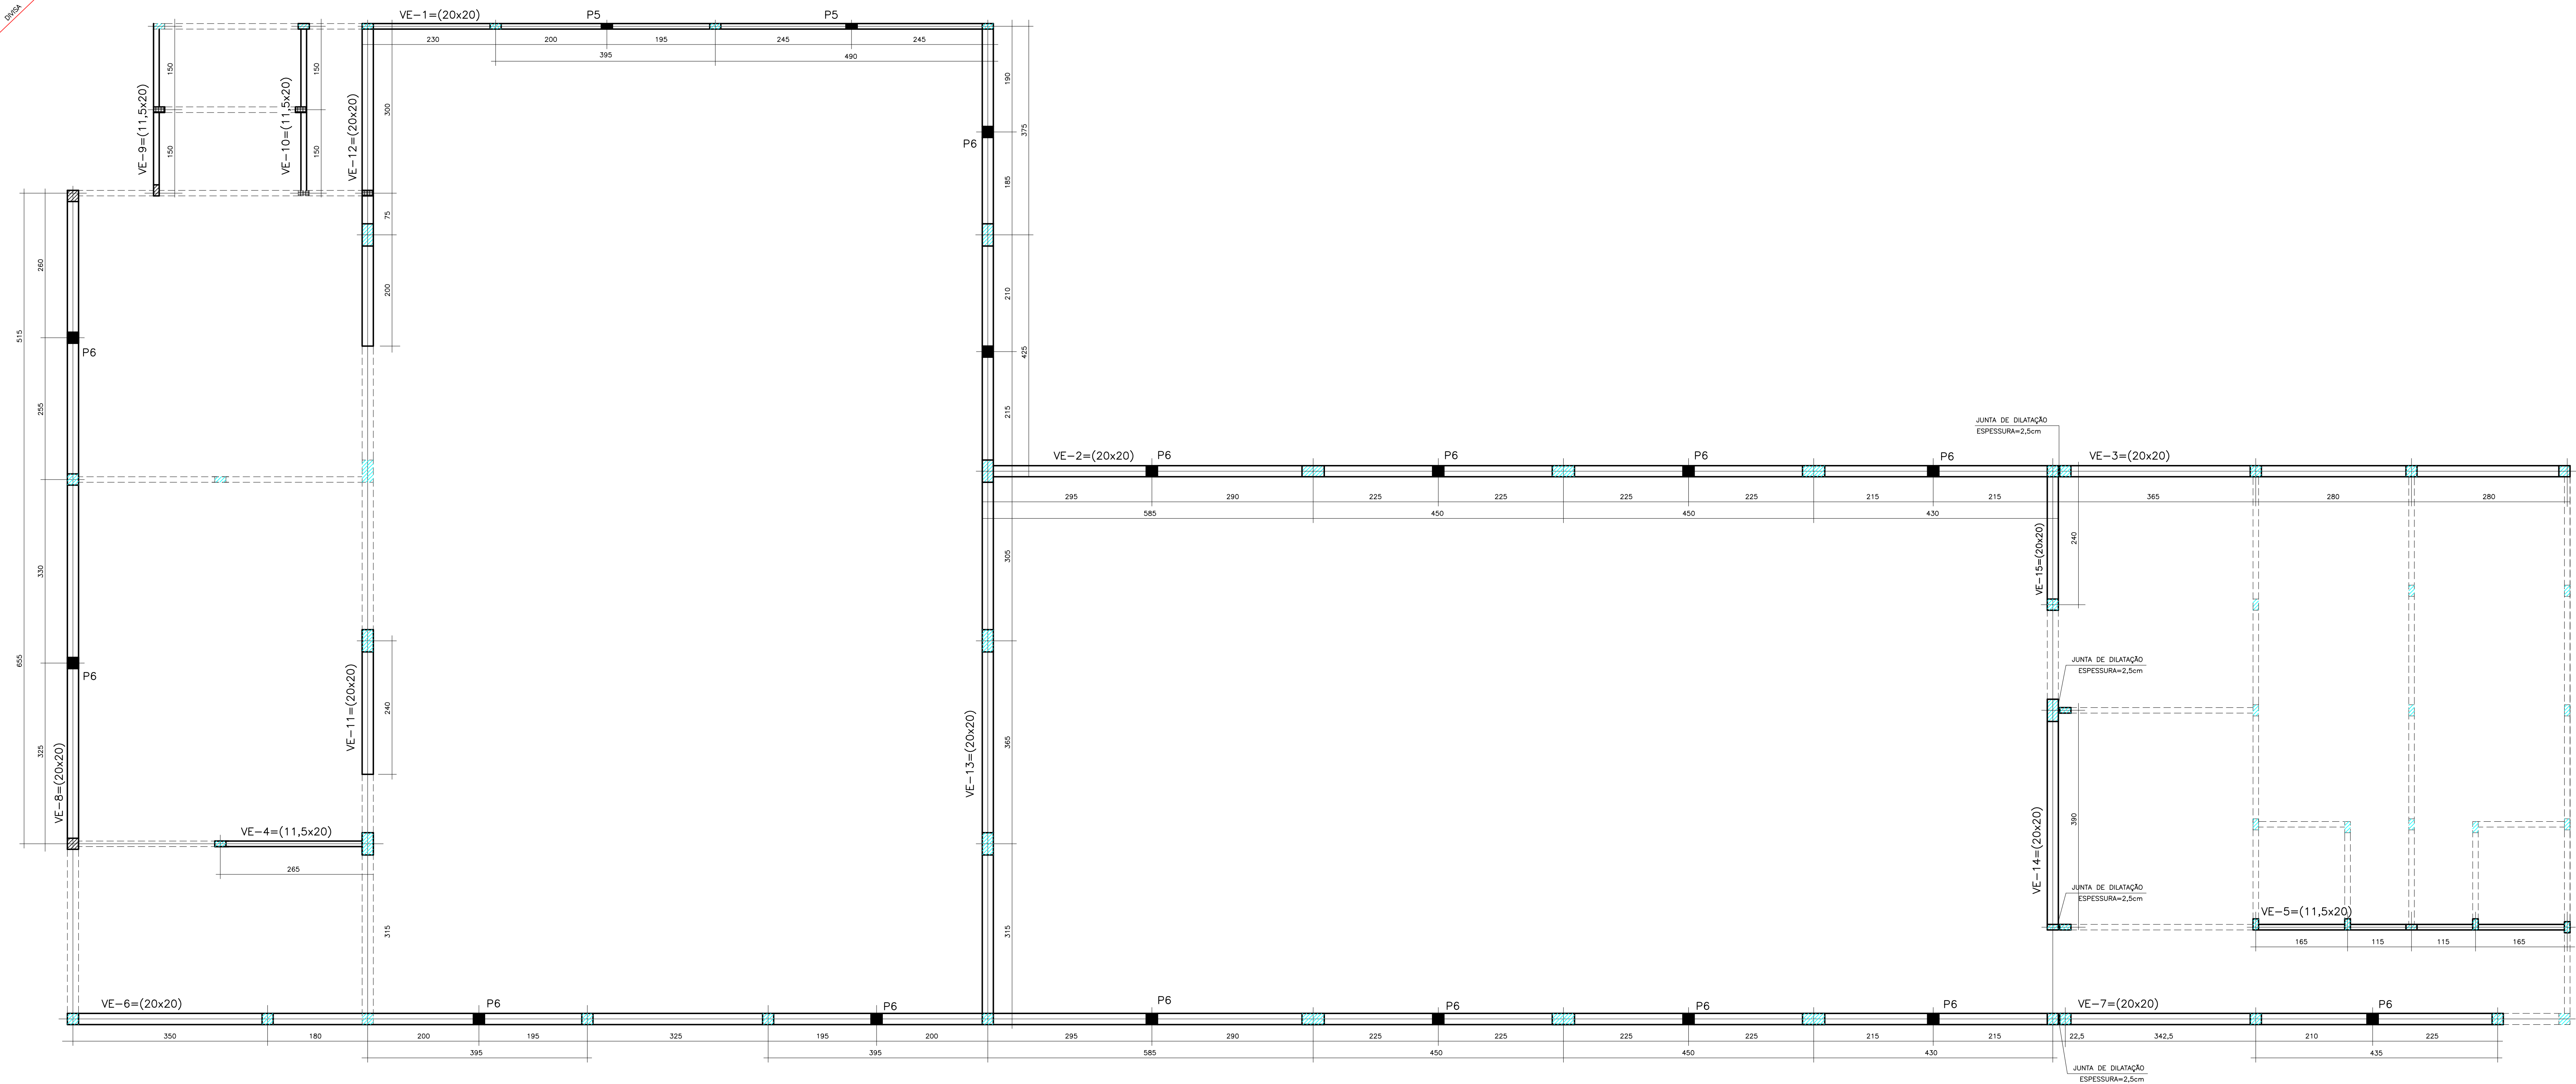 DIVISA
VE-1=(20x20)
P5
P5
230
200
195
245
245
395
490
150
150
150
150
VE-9=(11,5x20)
VE-10=(11,5x20)
VE-12=(20x20)
300
75
200
190
375
P6
185
210
425
215
260
515
P6
255
330
655
P6
325
VE-8=(20x20)
VE-11=(20x20)
240
VE-4=(11,5x20)
265
315
VE-13=(20x20)
305
365
315
JUNTA DE DILATAÇÃO
ESPESSURA=2,5cm
VE-2=(20x20)
P6
P6
P6
P6
VE-3=(20x20)
295
290
225
225
225
225
215
215
365
280
280
585
450
450
430
VE-15=(20x20)
240
JUNTA DE DILATAÇÃO
ESPESSURA=2,5cm
390
VE-14=(20x20)
JUNTA DE DILATAÇÃO
ESPESSURA=2,5cm
VE-5=(11,5x20)
165
115
115
165
VE-6=(20x20)
P6
P6
P6
P6
P6
P6
VE-7=(20x20)
P6
350
180
200
195
325
195
200
295
290
225
225
225
225
215
215
22,5
342,5
210
225
395
395
585
450
450
430
435
JUNTA DE DILATAÇÃO
ESPESSURA=2,5cm